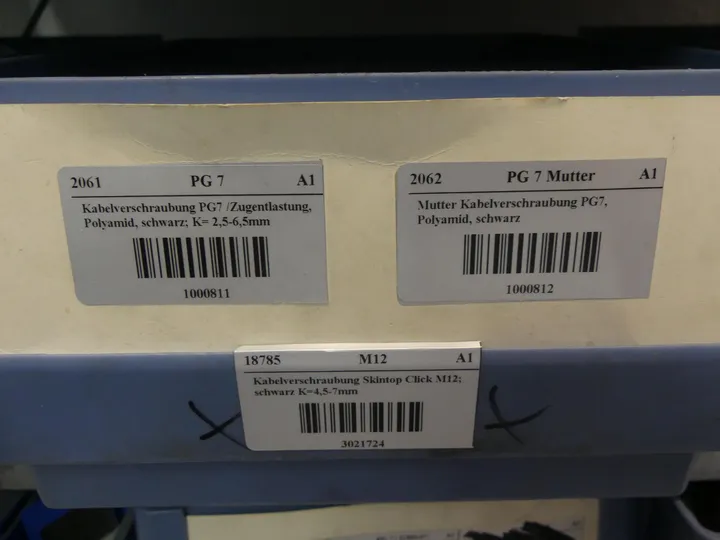 2061 PG 7 A1
Kabelverschraubung PG7 /Zugentlastung,
Polyamid, schwarz; K= 2,5-6,5mm
1000811
2062 PG 7 Mutter A1
Mutter Kabelverschraubung PG7,
Polyamid, schwarz
1000812
18785 M12 A1
Kabelverschraubung Skintop Click M12;
schwarz K=4,5-7mm
3021724